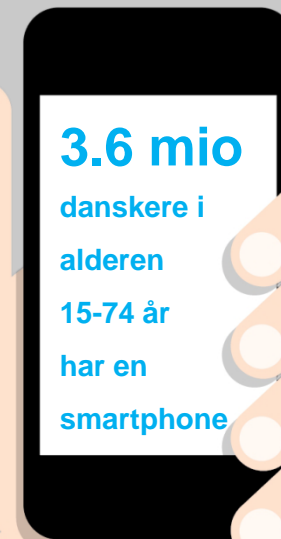 3.6 mio
danskere i
alderen
15-74 år
har en
smartphone